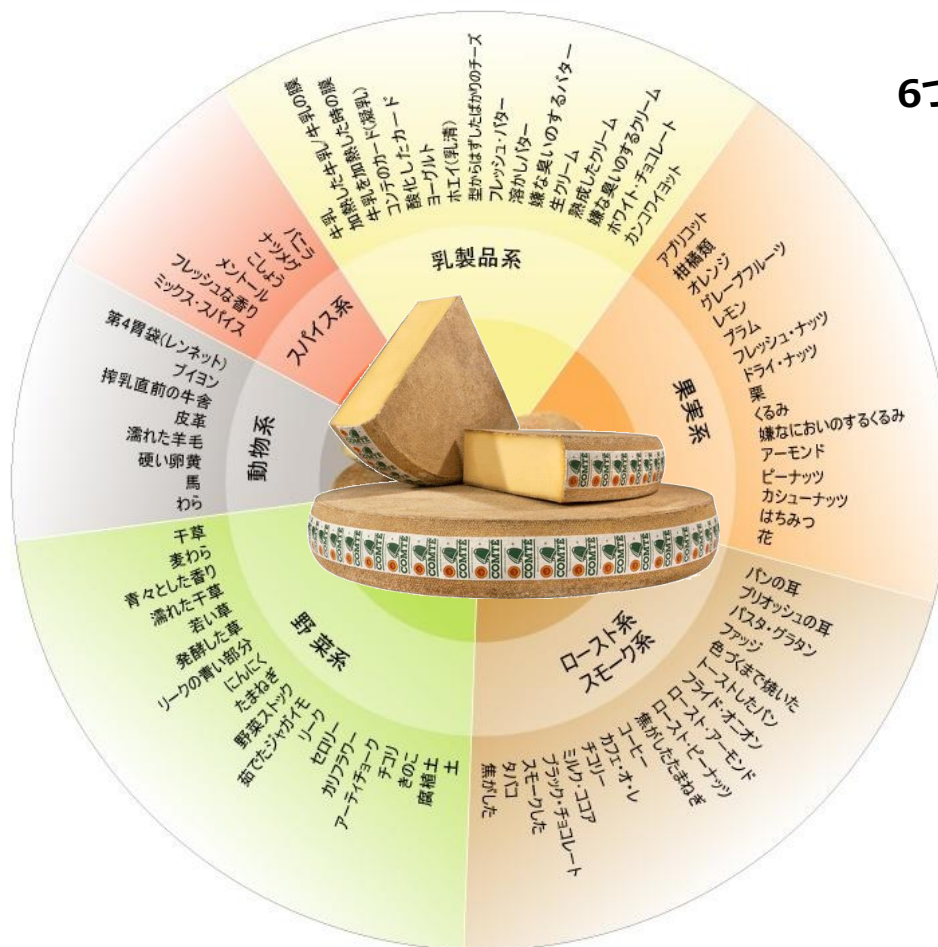 6つ
乳製品系
牛乳
加熱した牛乳/牛乳の膜
牛乳を加熱した時の膜
コンテのカード(凝乳)
酸化したカード
ヨーグルト
ホエイ(乳清)
型からはずしたばかりのチーズ
フレッシュ・バター
溶かしバター
嫌な臭いのするバター
生クリーム
熟成したクリーム
嫌な臭いのするクリーム
ホワイト・チョコレート
カンコワイヨット
果実系
アプリコット
柑橘類
オレンジ
グレープフルーツ
レモン
プラム
フレッシュ・ナッツ
ドライ・ナッツ
栗
くるみ
嫌なにおいのするくるみ
アーモンド
ピーナッツ
カシューナッツ
はちみつ
花
ロースト系
スモーク系
パンの耳
ブリオッシュの耳
パスタ・グラタン
ファッジ
色づくまで焼いた
トーストしたパン
フライド・オニオン
ロースト・アーモンド
ロースト・ピーナッツ
焦がしたたまねぎ
コーヒー
カフェ・オ・レ
チコリー
ミルク・ココア
ブラック・チョコレート
スモークした
タバコ
焦がした
野菜系
干草
麦わら
青々とした香り
濡れた干草
若い草
発酵した草
リークの青い部分
にんにく
たまねぎ
野菜ストック
茹でたジャガイモ
リーク
セロリー
カリフラワー
アーティチョーク
チコリ
きのこ
腐植土
土
動物系
第4胃袋(レンネット)
ブイヨン
搾乳直前の牛舎
皮革
濡れた羊毛
硬い卵黄
馬
わら
スパイス系
バニラ
ナツメグ
こしょう
メントール
フレッシュな香り
ミックス・スパイス
COMTÉ